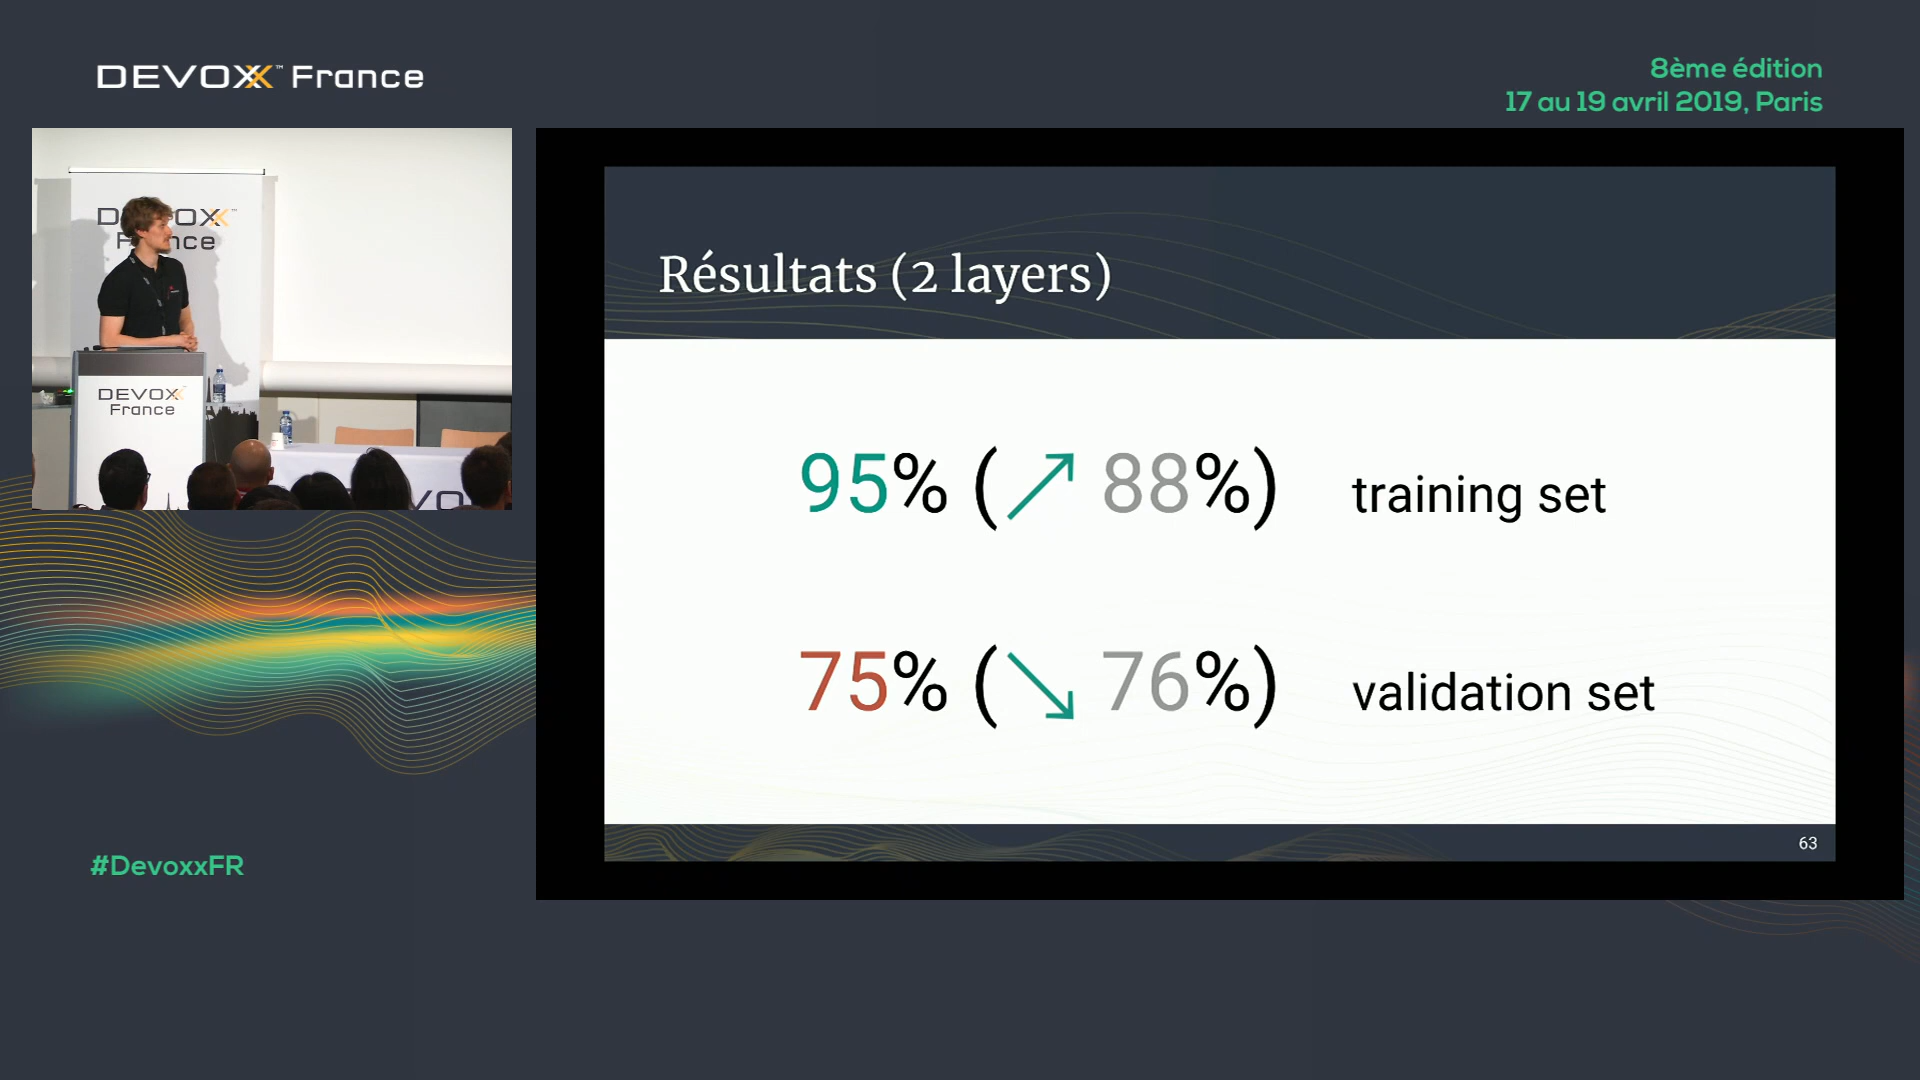 DEVOXX™ France
8ème édition
17 au 19 avril 2019, Paris
DEVOXX
France
Résultats (2 layers)
95% (↗ 88%) training set
75% (↘ 76%) validation set
63
#DevoxxFR